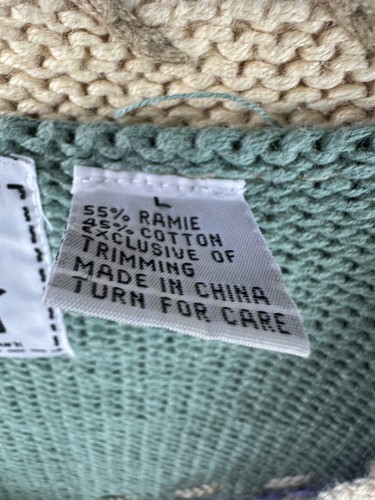 L
55% RAMIE
45% COTTON
EXCLUSIVE OF
TRIMMING
MADE IN CHINA
TURN FOR CARE